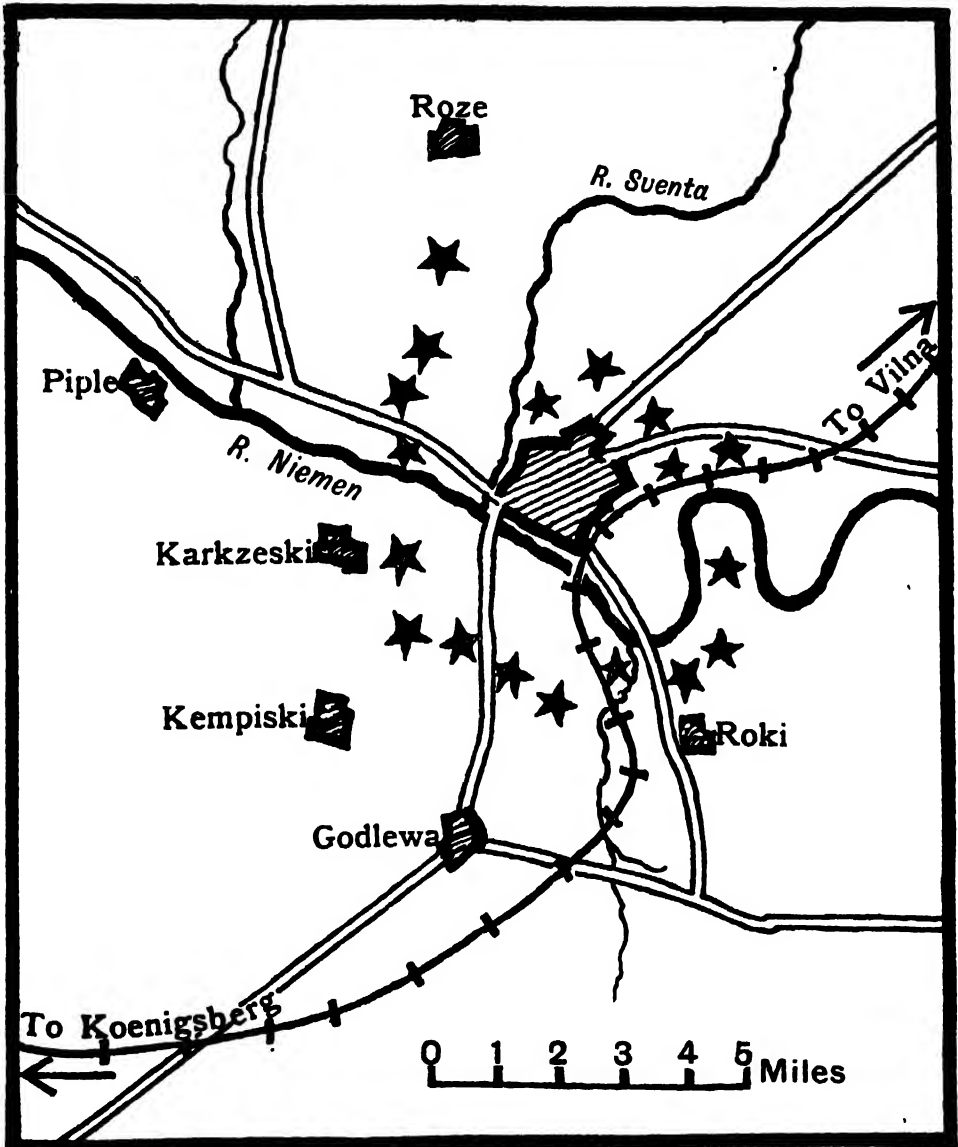 Roze
R. Suenta
To Vilna
Piple
R. Niemen
Karkzeski
Kempiski
Roki
Godlewa
To Koenigsberg
0 1 2 3 4 5 Miles